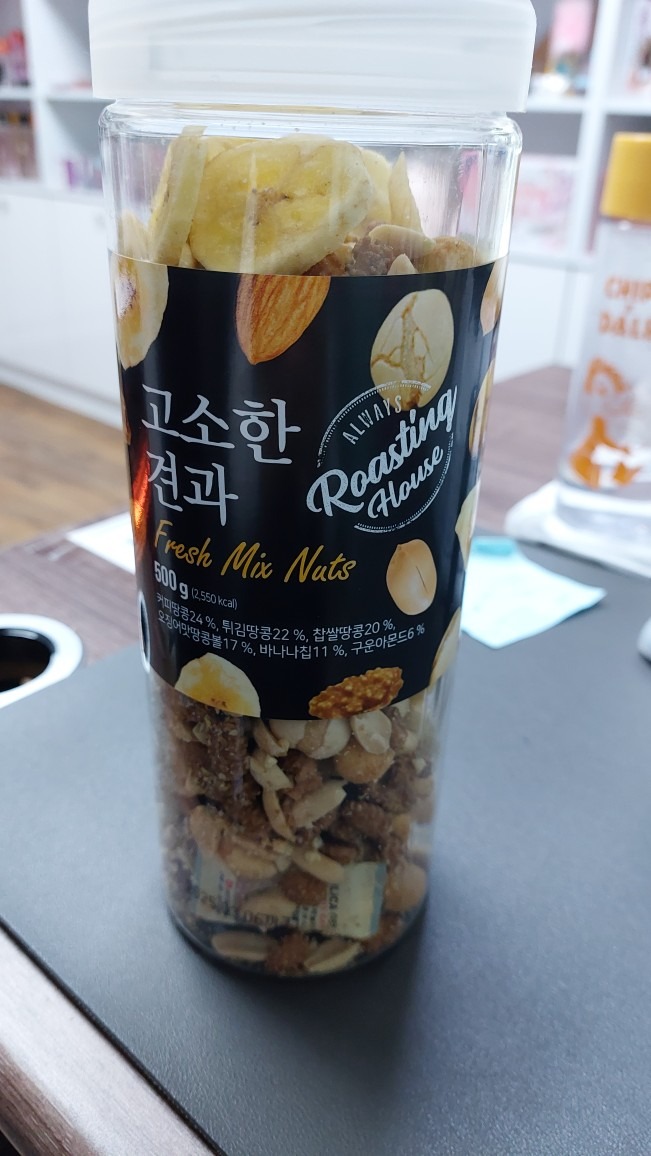 고소한
견과
ALWAYS
Roasting
House
Fresh Mix Nuts
500 g (2,550 kcal)
커피땅콩24 %, 튀김땅콩22 %, 찹쌀땅콩20 %,
오징어맛땅콩볼17 %, 바나나칩11 %, 구운아몬드6 %
CHIP
DALE